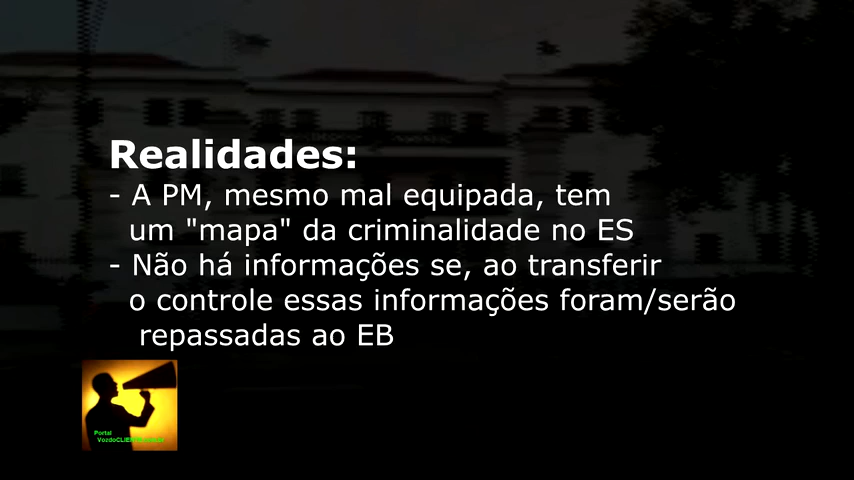 Realidades:
- A PM, mesmo mal equipada, tem
um "mapa" da criminalidade no ES
- Não há informações se, ao transferir
o controle essas informações foram/serão
repassadas ao EB
Portal